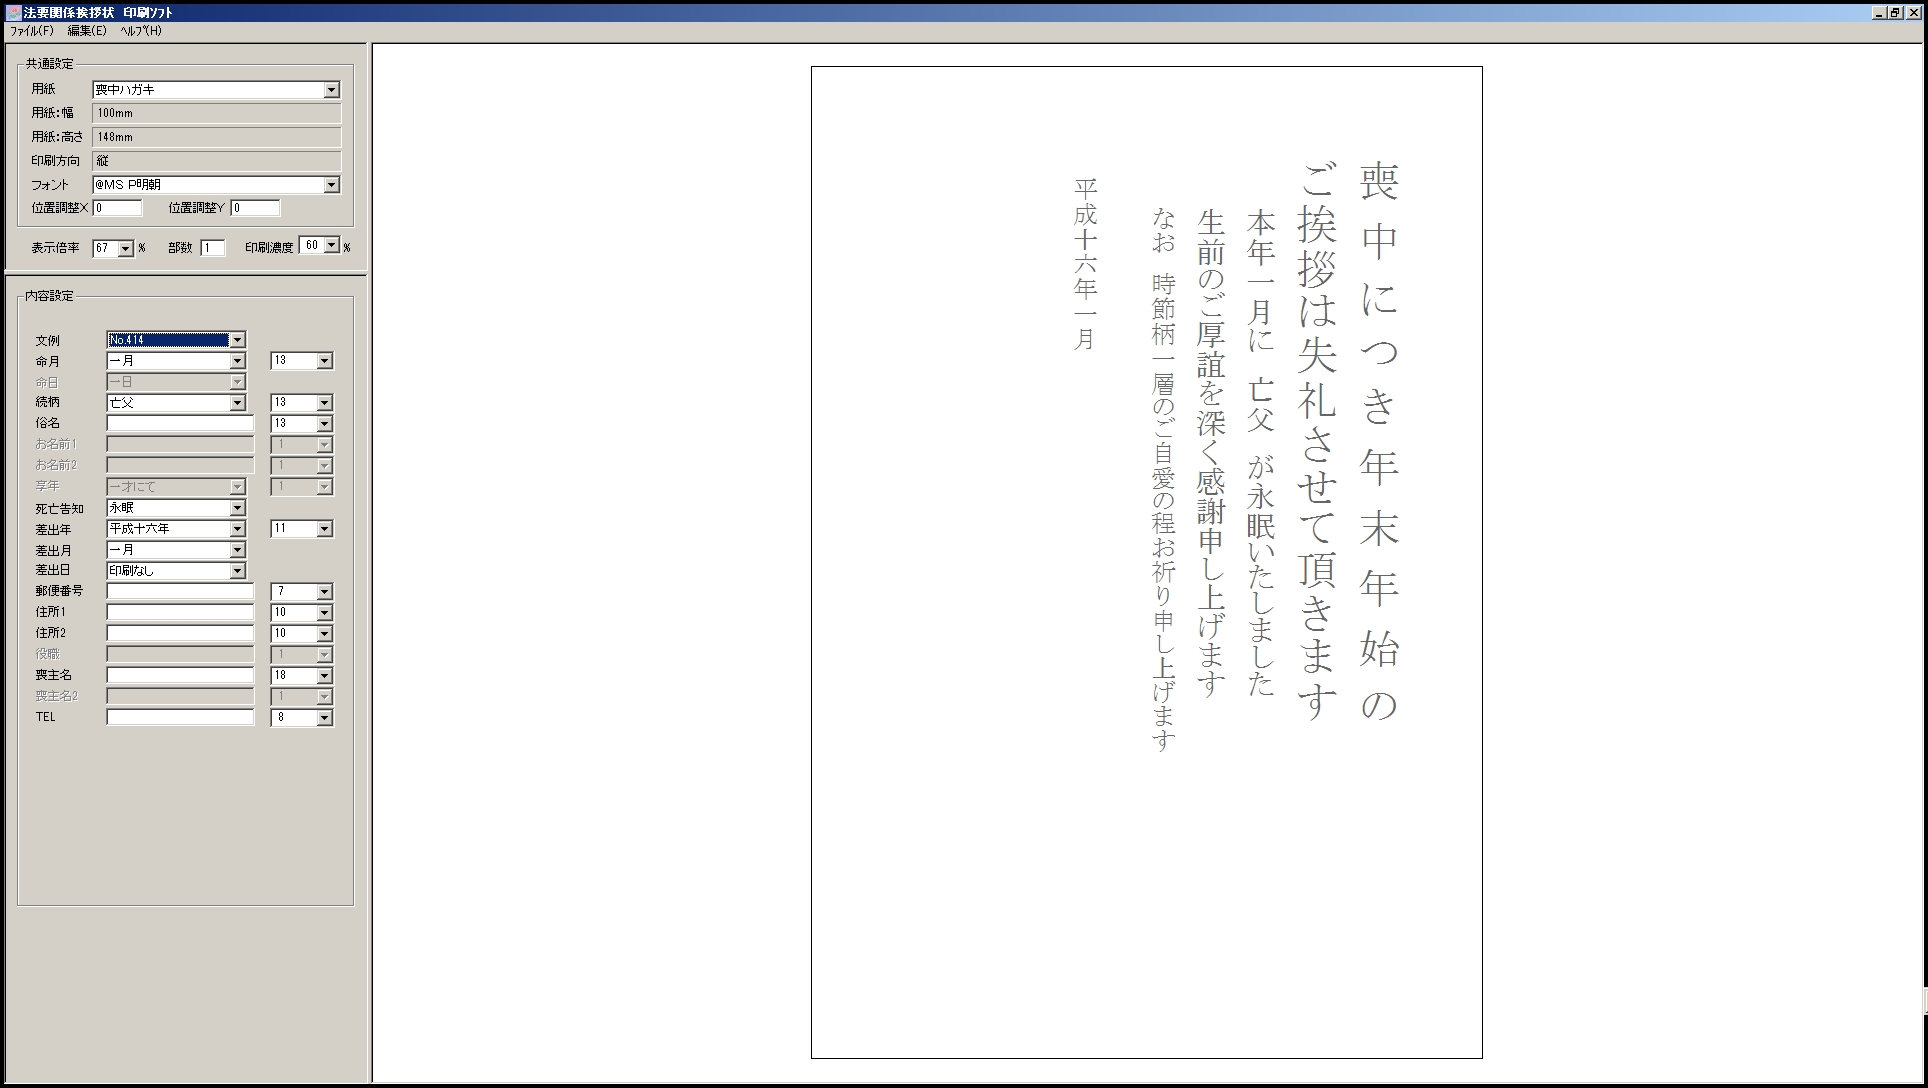 法要関係挨拶状 印刷ソフト
ファイル(F) 編集(E) ヘルプ(H)
共通設定
用紙 喪中ハガキ
用紙:幅 100mm
用紙:高さ 148mm
印刷方向 縦
フォント @MS P明朝
位置調整X 0 位置調整Y 0
表示倍率 67 % 部数 1 印刷濃度 60 %
内容設定
文例 No.414
命月 一月 13
命日 一日
続柄 亡父 13
俗名 13
お名前1 1
お名前2 1
享年 一才にて 1
死亡告知 永眠
差出年 平成十六年 11
差出月 一月
差出日 印刷なし
郵便番号 7
住所1 10
住所2 10
役職 1
喪主名 18
喪主名2 1
TEL 8
喪中につき年末年始の
ご挨拶は失礼させて頂きます
本年一月に 亡父 が永眠いたしました
生前のご厚誼を深く感謝申し上げます
なお 時節柄一層のご自愛の程お祈り申し上げます
平成十六年一月